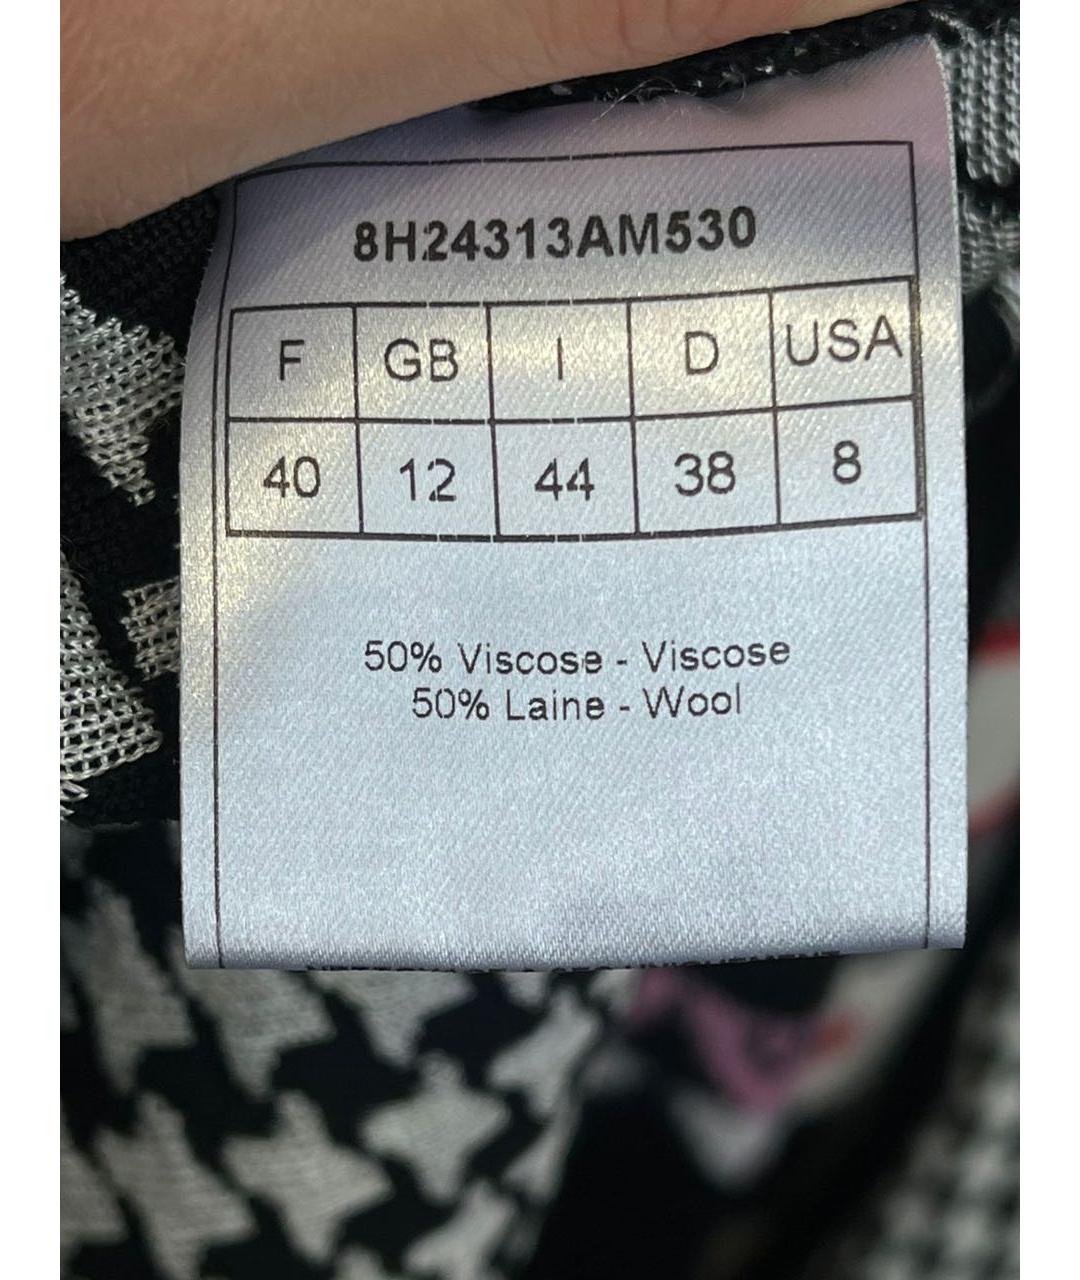 8H24313AM530
F GB I D USA
40 12 44 38 8
50% Viscose - Viscose
50% Laine - Wool